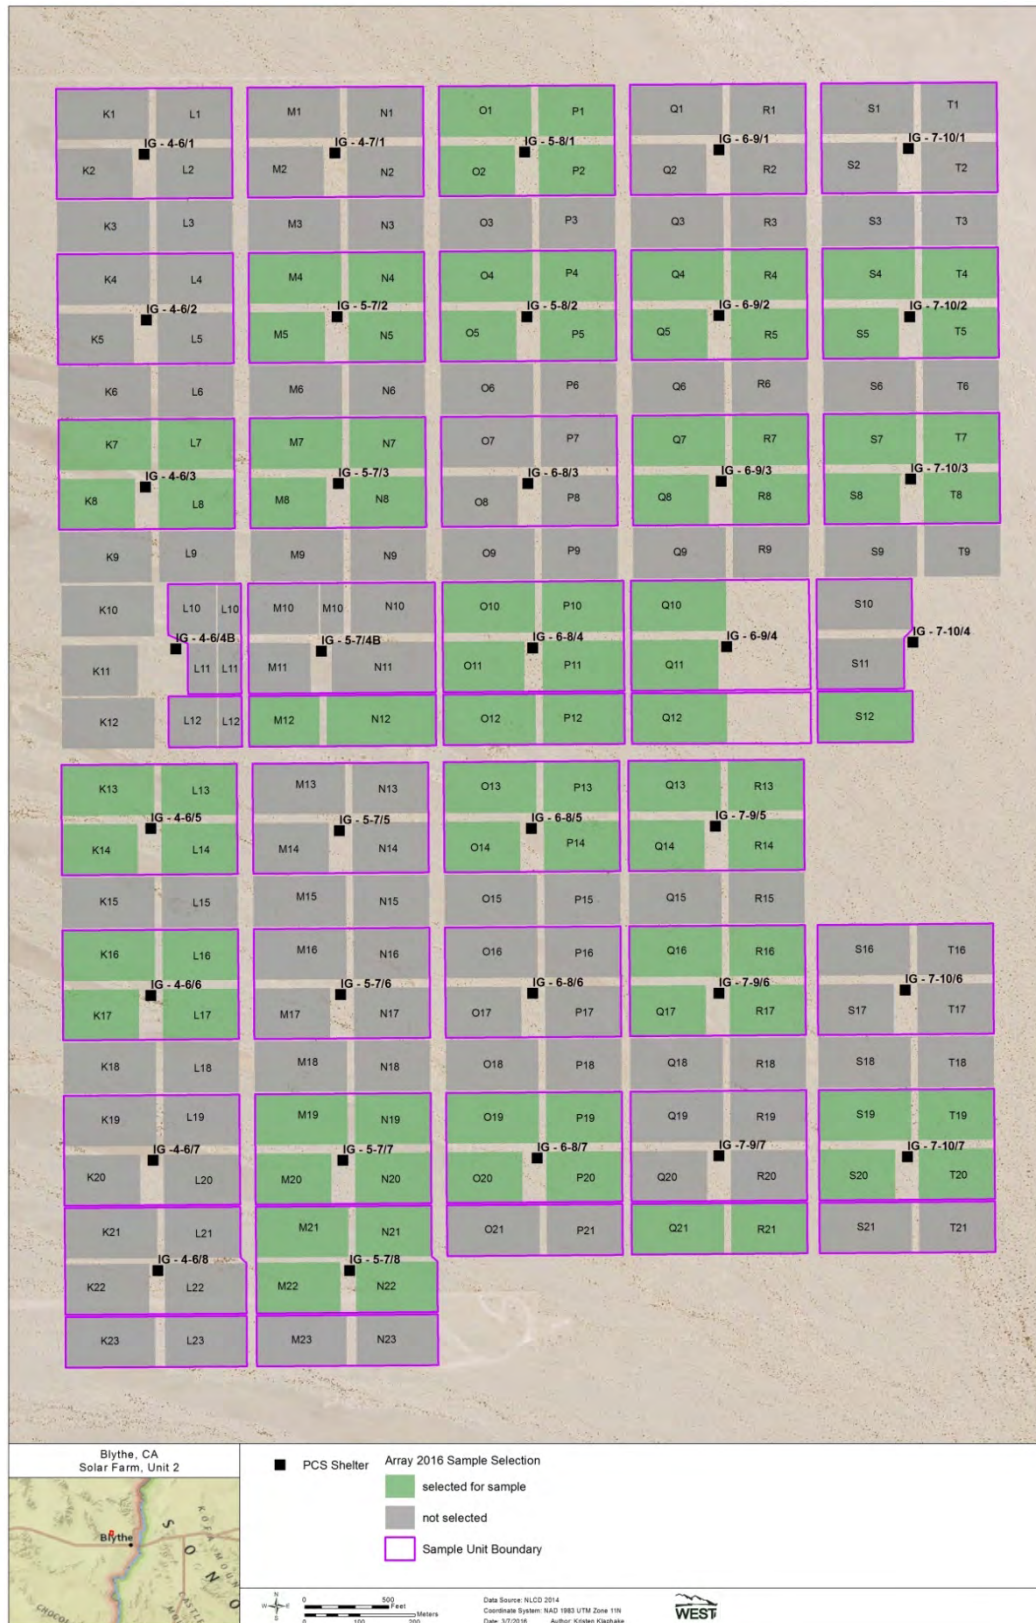 K1 L1 M1 N1 O1 P1 Q1 R1 S1 T1
IG - 4-6/1 IG - 4-7/1 IG - 5-8/1 IG - 6-9/1 IG - 7-10/1
K2 L2 M2 N2 O2 P2 Q2 R2 S2 T2
K3 L3 M3 N3 O3 P3 Q3 R3 S3 T3
K4 L4 M4 N4 O4 P4 Q4 R4 S4 T4
IG - 4-6/2 IG - 5-7/2 IG - 5-8/2 IG - 6-9/2 IG - 7-10/2
K5 L5 M5 N5 O5 P5 Q5 R5 S5 T5
K6 L6 M6 N6 O6 P6 Q6 R6 S6 T6
K7 L7 M7 N7 O7 P7 Q7 R7 S7 T7
IG - 4-6/3 IG - 5-7/3 IG - 6-8/3 IG - 6-9/3 IG - 7-10/3
K8 L8 M8 N8 O8 P8 Q8 R8 S8 T8
K9 L9 M9 N9 O9 P9 Q9 R9 S9 T9
K10 L10 L10 M10 M10 N10 O10 P10 Q10 S10
IG - 4-6/4B IG - 5-7/4B IG - 6-8/4 IG - 6-9/4 IG - 7-10/4
K11 L11 L11 M11 N11 O11 P11 Q11 S11
K12 L12 L12 M12 N12 O12 P12 Q12 S12
K13 L13 M13 N13 O13 P13 Q13 R13
IG - 4-6/5 IG - 5-7/5 IG - 6-8/5 IG - 7-9/5
K14 L14 M14 N14 O14 P14 Q14 R14
K15 L15 M15 N15 O15 P15 Q15 R15
K16 L16 M16 N16 O16 P16 Q16 R16 S16 T16
IG - 4-6/6 IG - 5-7/6 IG - 6-8/6 IG - 7-9/6 IG - 7-10/6
K17 L17 M17 N17 O17 P17 Q17 R17 S17 T17
K18 L18 M18 N18 O18 P18 Q18 R18 S18 T18
K19 L19 M19 N19 O19 P19 Q19 R19 S19 T19
IG -4-6/7 IG -5-7/7 IG - 6-8/7 IG -7-9/7 IG - 7-10/7
K20 L20 M20 N20 O20 P20 Q20 R20 S20 T20
K21 L21 M21 N21 O21 P21 Q21 R21 S21 T21
IG - 4-6/8 IG - 5-7/8
K22 L22 M22 N22
K23 L23 M23 N23
Blythe, CA
Solar Farm, Unit 2
Blythe
S O N O
KOFA MOUN
CASTLE
CHOCOL
PCS Shelter
Array 2016 Sample Selection
selected for sample
not selected
Sample Unit Boundary
N
W E
S
0 500
Feet
Meters
0 100 200
Data Source: NLCD 2014
Coordinate System: NAD 1983 UTM Zone 11N
Date: 3/7/2016 Author: Kristen Klaphake
WEST